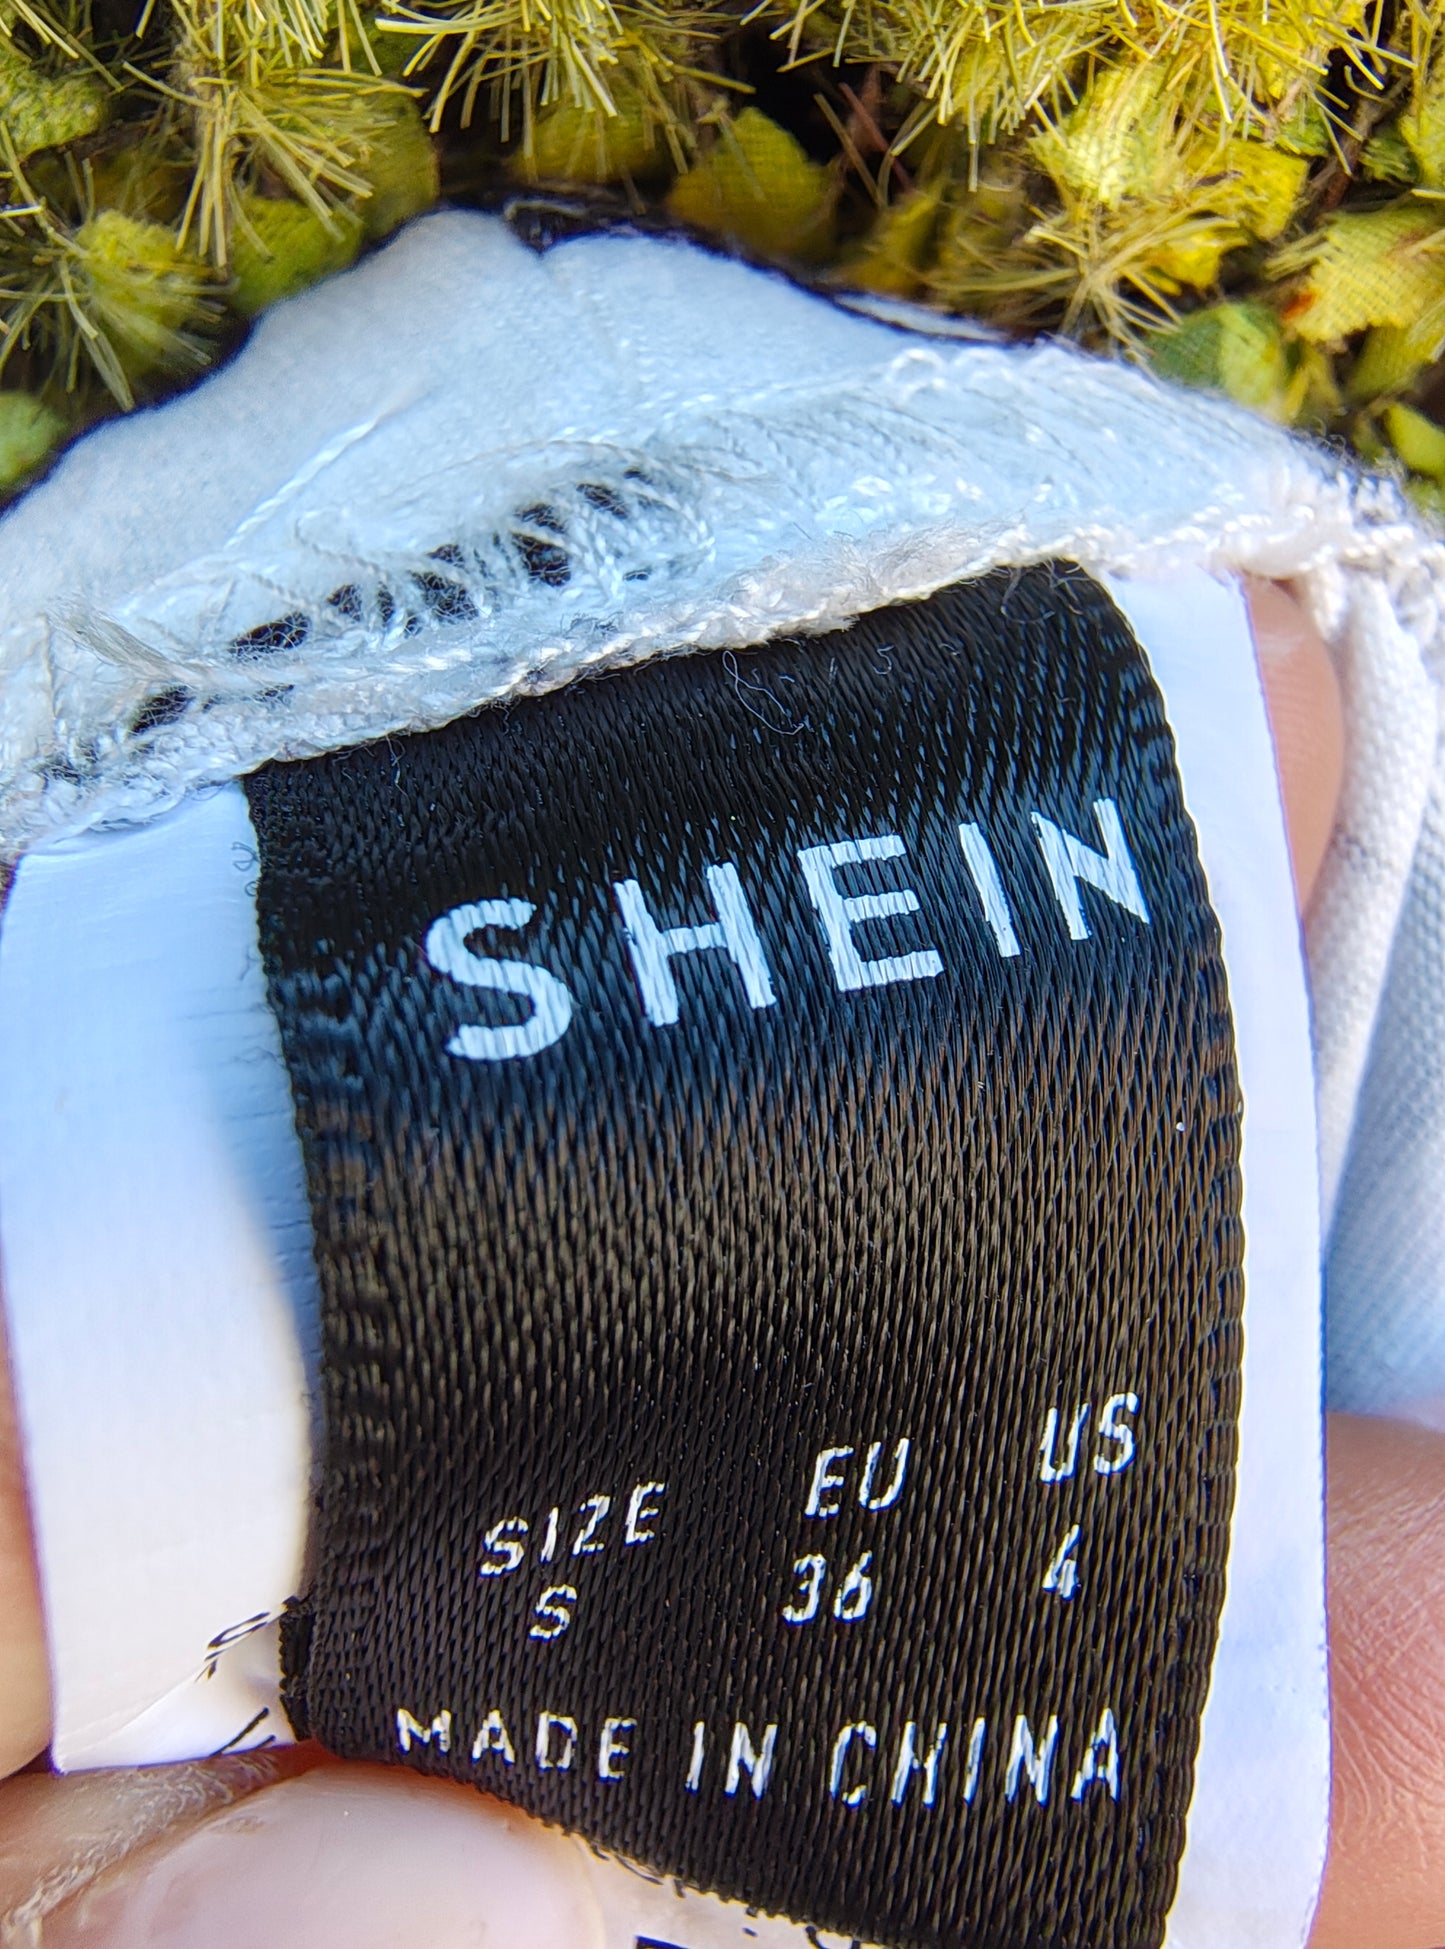 SHEIN
SIZE EU US
S 36 4
MADE IN CHINA